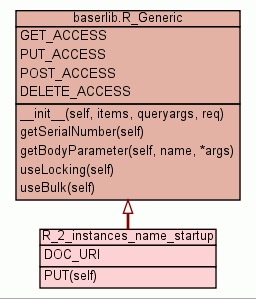 baserlib.R_Generic
GET_ACCESS
PUT_ACCESS
POST_ACCESS
DELETE_ACCESS
__init__(self, items, queryargs, req)
getSerialNumber(self)
getBodyParameter(self, name, *args)
useLocking(self)
useBulk(self)
R_2_instances_name_startup
DOC_URI
PUT(self)